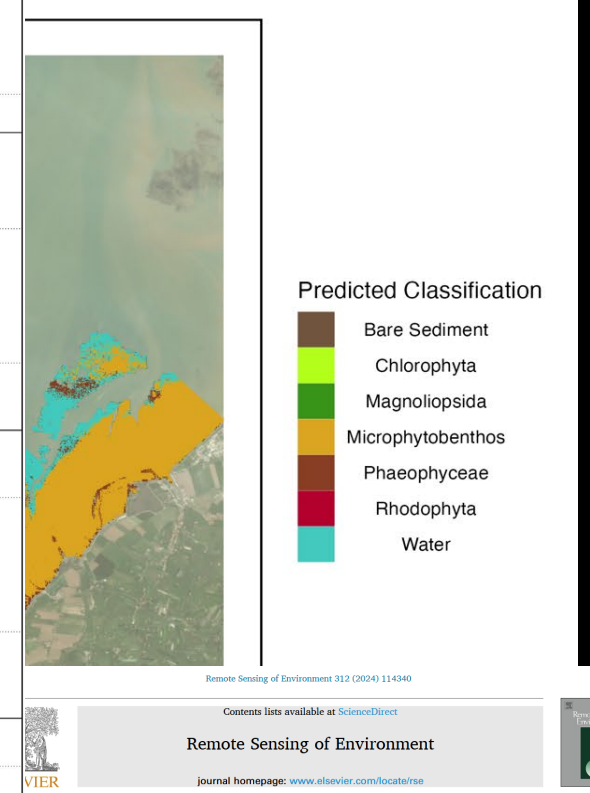 Predicted Classification
Bare Sediment
Chlorophyta
Magnoliopsida
Microphytobenthos
Phaeophyceae
Rhodophyta
Water
Remote Sensing of Environment 312 (2024) 114340
Contents lists available at ScienceDirect
Remote Sensing of Environment
journal homepage: www.elsevier.com/locate/rse
VIER